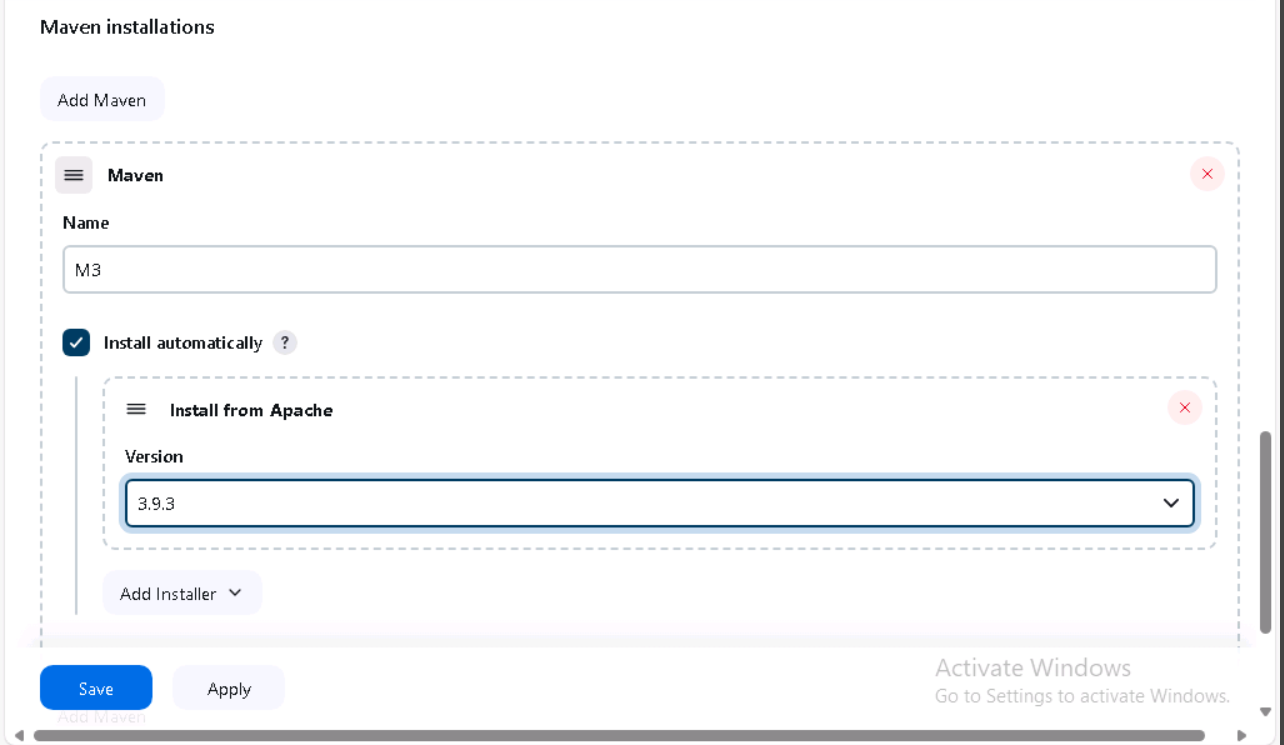 Maven installations
Add Maven
Maven
Name
M3
Install automatically ?
Install from Apache
Version
3.9.3
Add Installer
Save Apply
Add Maven
Activate Windows
Go to Settings to activate Windows.